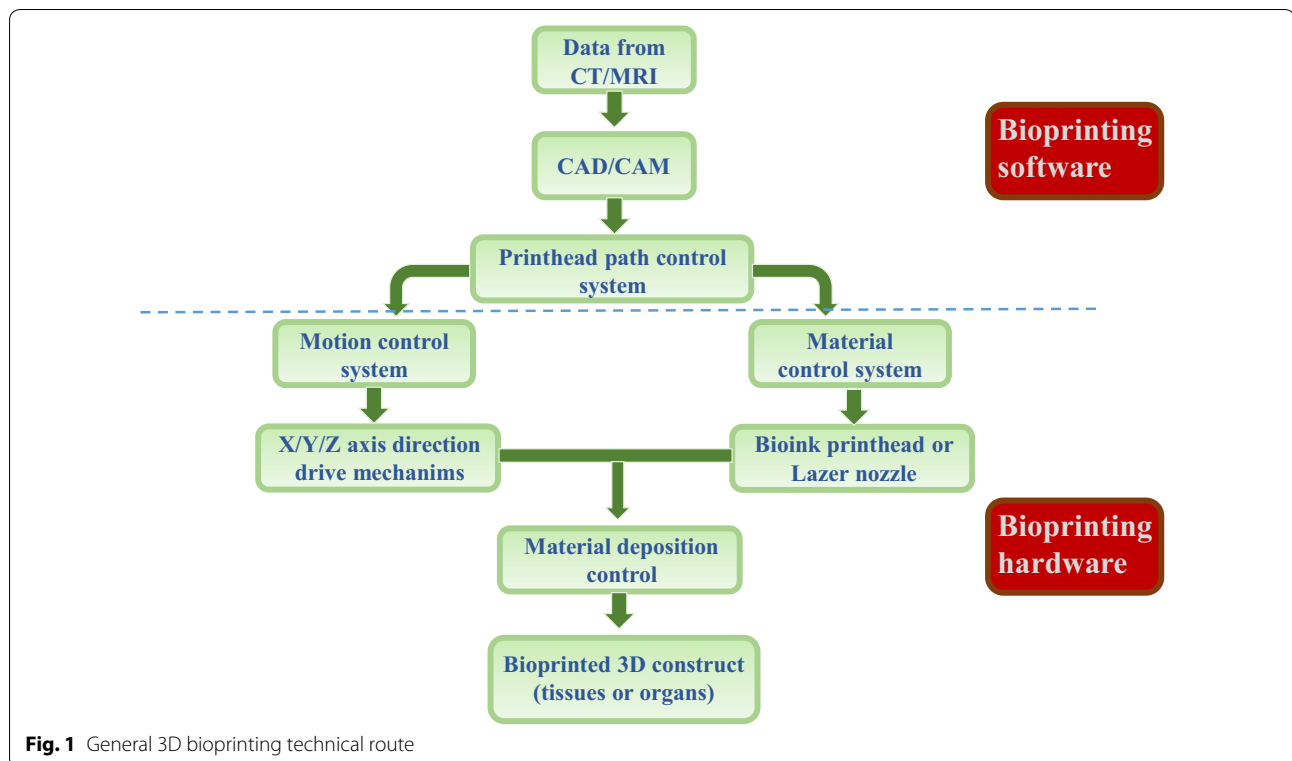 Data from
CT/MRI
Bioprinting
software
CAD/CAM
Printhead path control
system
Motion control
system
Material
control system
X/Y/Z axis direction
drive mechanims
Bioink printhead or
Lazer nozzle
Bioprinting
hardware
Material deposition
control
Bioprinted 3D construct
(tissues or organs)
Fig. 1 General 3D bioprinting technical route